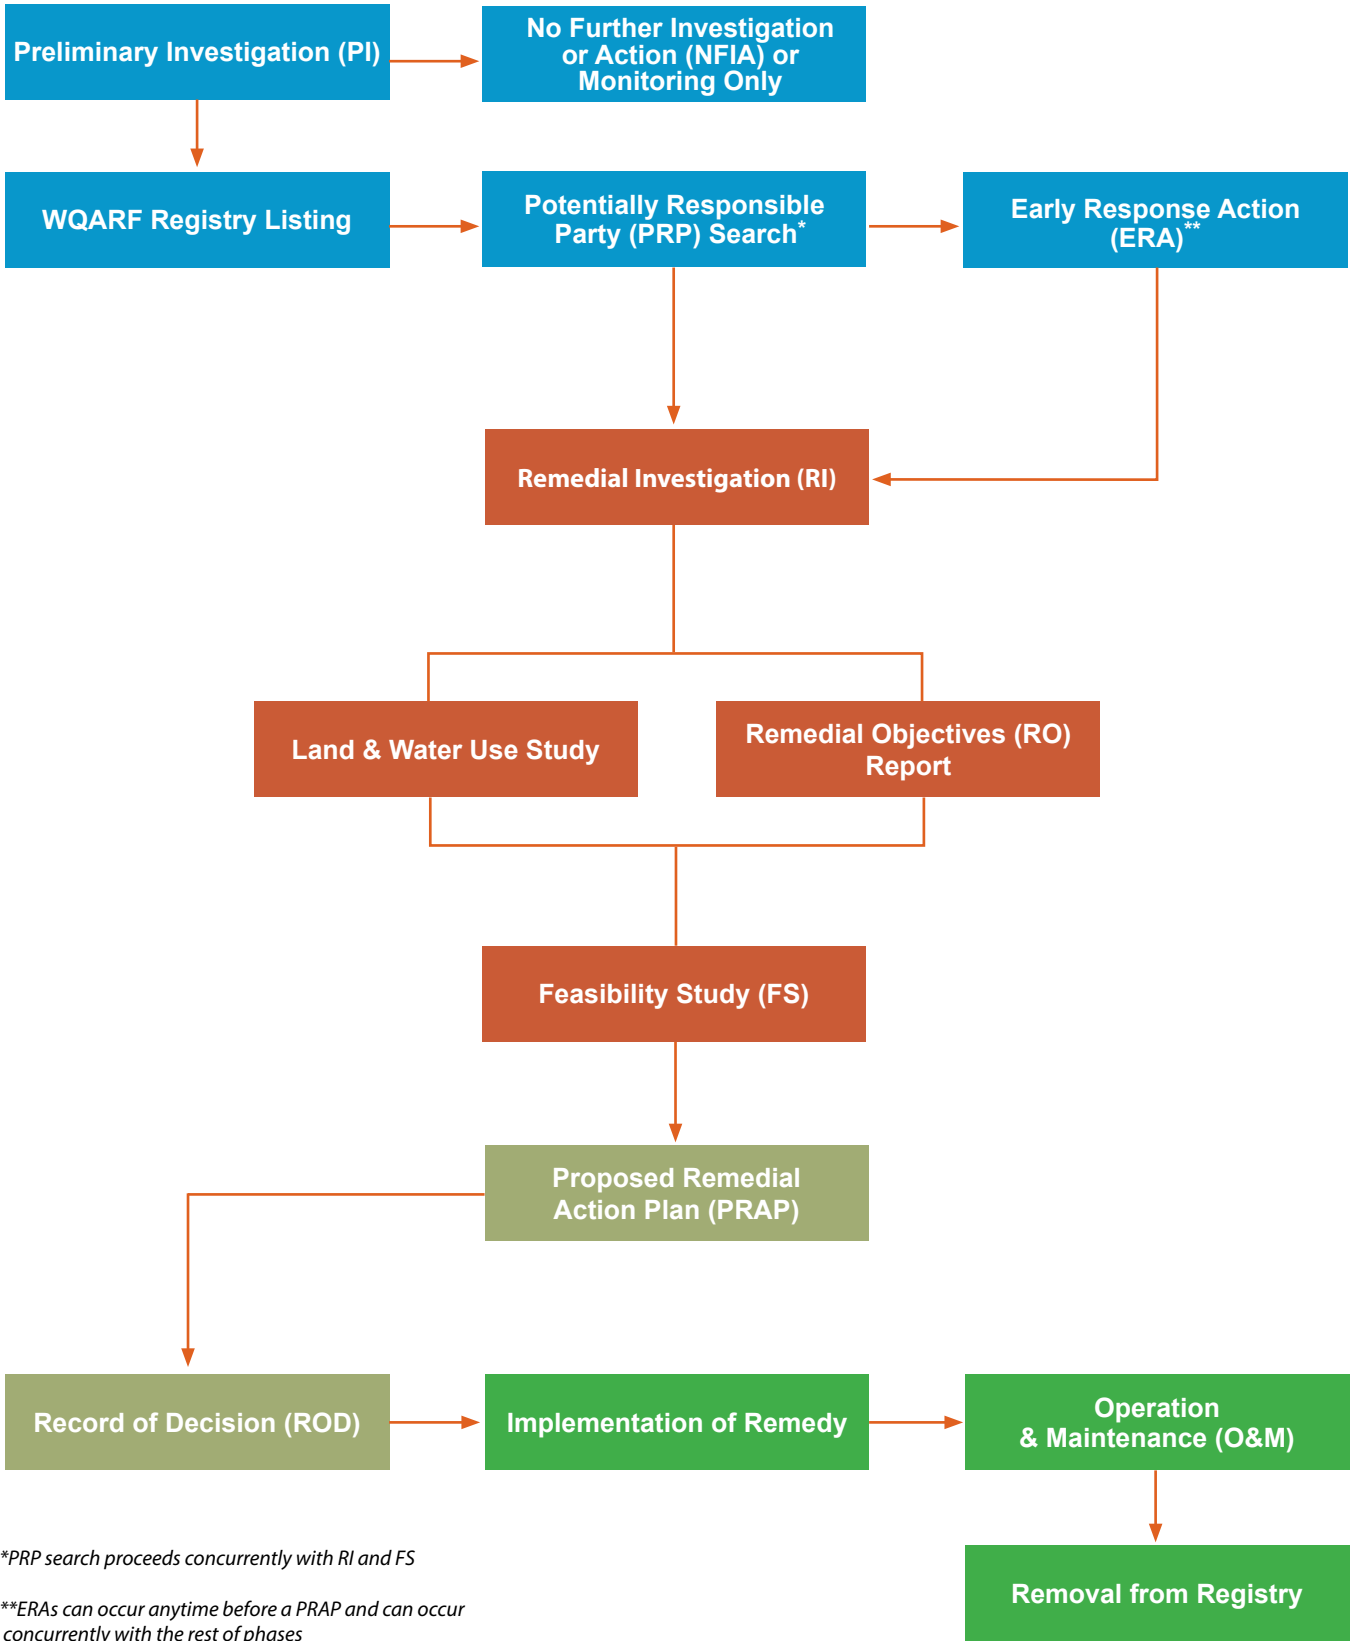 Preliminary Investigation (PI)
No Further Investigation
or Action (NFIA) or
Monitoring Only
WQARF Registry Listing
Potentially Responsible
Party (PRP) Search*
Early Response Action
(ERA)**
Remedial Investigation (RI)
Land & Water Use Study
Remedial Objectives (RO)
Report
Feasibility Study (FS)
Proposed Remedial
Action Plan (PRAP)
Record of Decision (ROD)
Implementation of Remedy
Operation
& Maintenance (O&M)
Removal from Registry
*PRP search proceeds concurrently with RI and FS
**ERAs can occur anytime before a PRAP and can occur
concurrently with the rest of phases